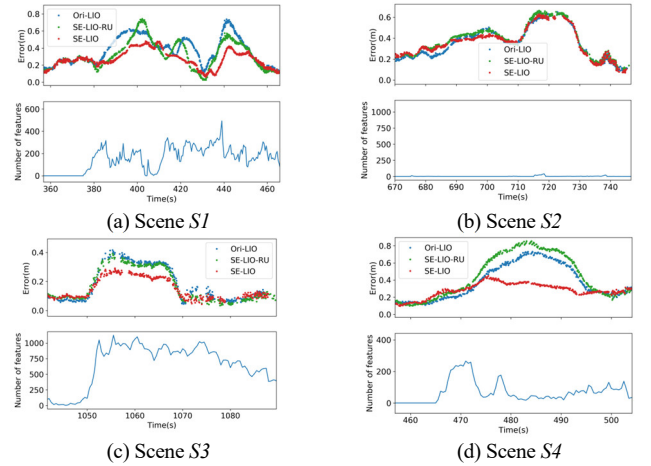 Error(m)
0.6
0.4
0.2
0.0
Ori-LIO
SE-LIO-RU
SE-LIO
Number of features
600
400
200
0
360
380
400
420
440
460
Time(s)
(a) Scene S1
Error(m)
0.6
0.4
0.2
0.0
Ori-LIO
SE-LIO-RU
SE-LIO
Number of features
1000
750
500
250
0
670
680
690
700
710
720
730
740
Time(s)
(b) Scene S2
Error(m)
0.4
0.2
0.0
Ori-LIO
SE-LIO-RU
SE-LIO
Number of features
1000
750
500
250
0
1050
1060
1070
1080
Time(s)
(c) Scene S3
Error(m)
0.8
0.6
0.4
0.2
0.0
Ori-LIO
SE-LIO-RU
SE-LIO
Number of features
400
200
0
460
470
480
490
500
Time(s)
(d) Scene S4